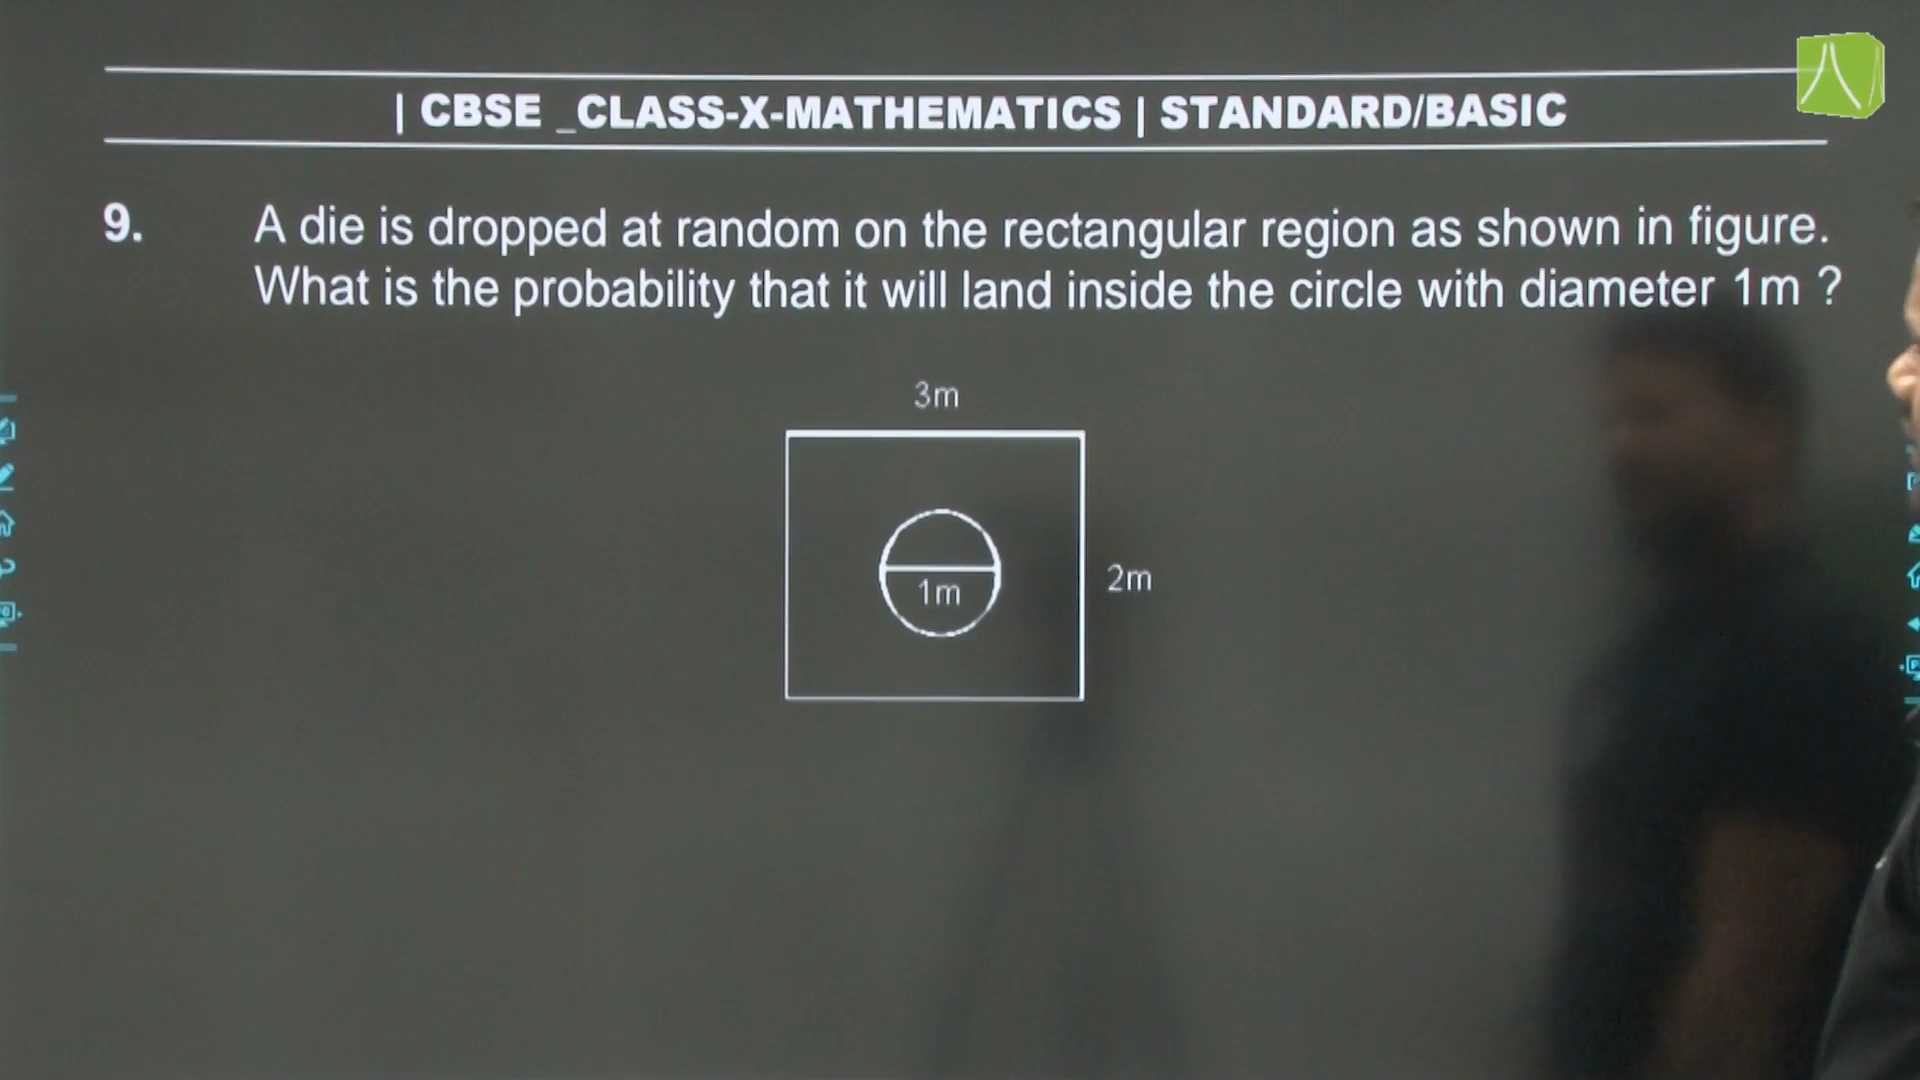 | CBSE _CLASS-X-MATHEMATICS | STANDARD/BASIC
9. A die is dropped at random on the rectangular region as shown in figure.
What is the probability that it will land inside the circle with diameter 1m ?
3m
1m
2m